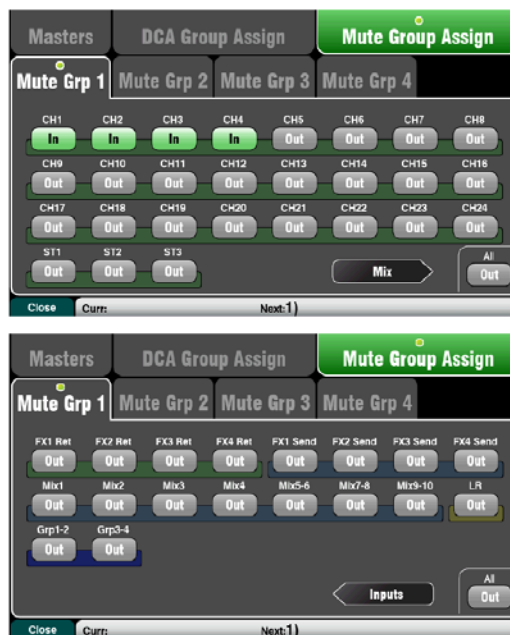 Masters DCA Group Assign Mute Group Assign
Mute Grp 1 Mute Grp 2 Mute Grp 3 Mute Grp 4
CH1 CH2 CH3 CH4 CH5 CH6 CH7 CH8
In In In In Out Out Out Out
CH9 CH10 CH11 CH12 CH13 CH14 CH15 CH16
Out Out Out Out Out Out Out Out
CH17 CH18 CH19 CH20 CH21 CH22 CH23 CH24
Out Out Out Out Out Out Out Out
ST1 ST2 ST3 All
Out Out Out Mix Out
Close Curr: Next:1)
Masters DCA Group Assign Mute Group Assign
Mute Grp 1 Mute Grp 2 Mute Grp 3 Mute Grp 4
FX1 Ret FX2 Ret FX3 Ret FX4 Ret FX1 Send FX2 Send FX3 Send FX4 Send
Out Out Out Out Out Out Out Out
Mix1 Mix2 Mix3 Mix4 Mix5-6 Mix7-8 Mix9-10 LR
Out Out Out Out Out Out Out Out
Grp1-2 Grp3-4
Out Out
All
Inputs Out
Close Curr: Next:1)